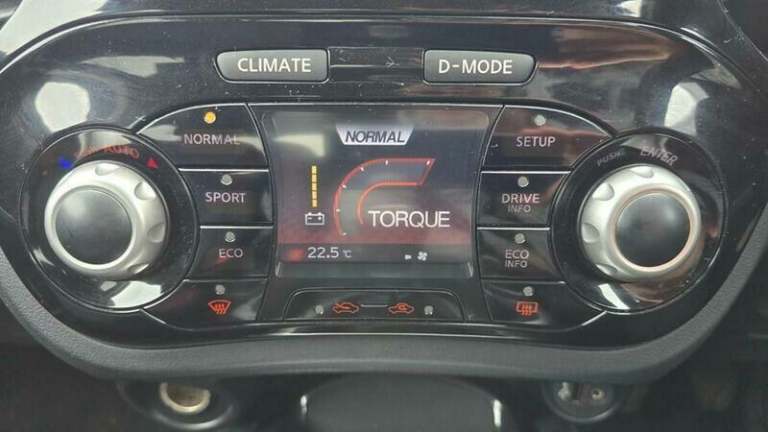 CLIMATE
D-MODE
NORMAL
SPORT
ECO
AUTO
NORMAL
TORQUE
22.5 °C
SETUP
DRIVE
INFO
ECO
INFO
PUSH:
ENTER